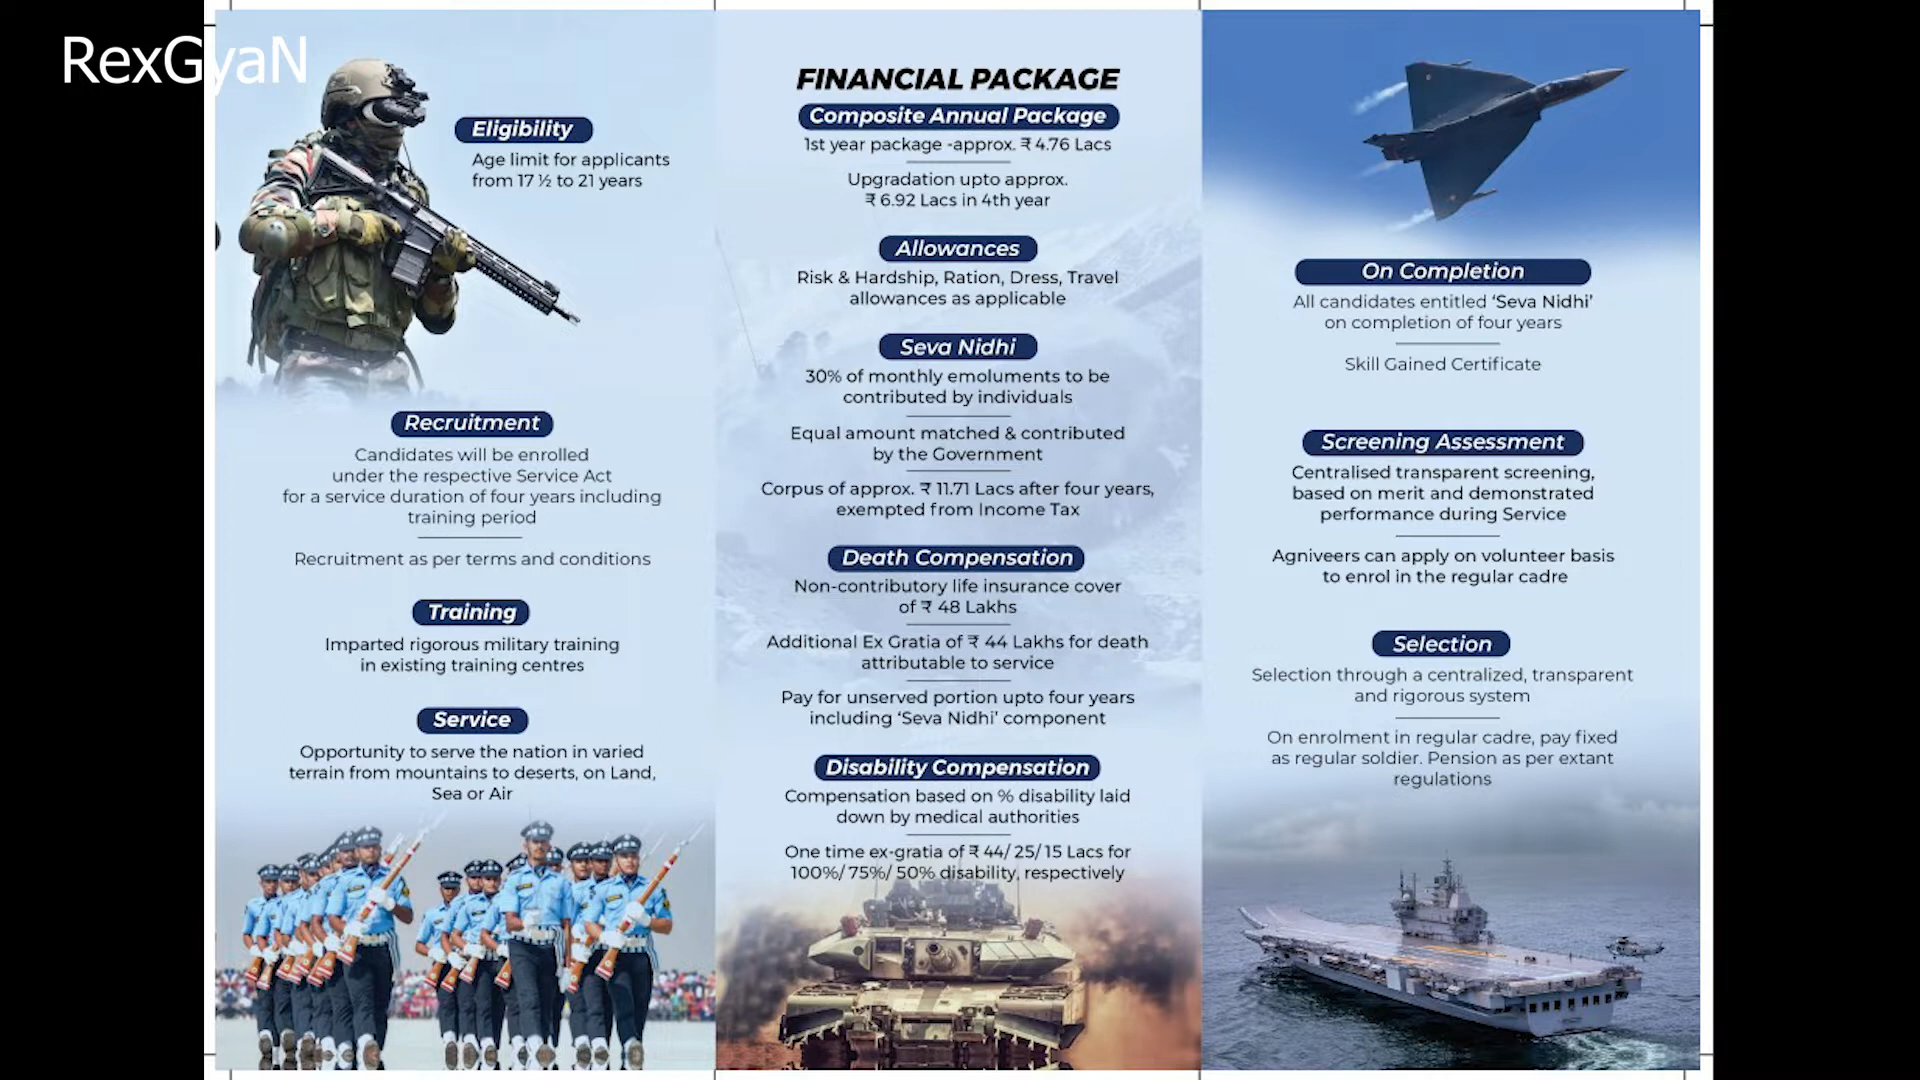 RexGyaN
Eligibility
Age limit for applicants
from 17 ½ to 21 years
Recruitment
Candidates will be enrolled
under the respective Service Act
for a service duration of four years including
training period
Recruitment as per terms and conditions
Training
Imparted rigorous military training
in existing training centres
Service
Opportunity to serve the nation in varied
terrain from mountains to deserts, on Land,
Sea or Air
FINANCIAL PACKAGE
Composite Annual Package
1st year package -approx. ₹ 4.76 Lacs
Upgradation upto approx.
₹ 6.92 Lacs in 4th year
Allowances
Risk & Hardship, Ration, Dress, Travel
allowances as applicable
Seva Nidhi
30% of monthly emoluments to be
contributed by individuals
Equal amount matched & contributed
by the Government
Corpus of approx. ₹ 11.71 Lacs after four years,
exempted from Income Tax
Death Compensation
Non-contributory life insurance cover
of ₹ 48 Lakhs
Additional Ex Gratia of ₹ 44 Lakhs for death
attributable to service
Pay for unserved portion upto four years
including ‘Seva Nidhi’ component
Disability Compensation
Compensation based on % disability laid
down by medical authorities
One time ex-gratia of ₹ 44/ 25/ 15 Lacs for
100%/ 75%/ 50% disability, respectively
On Completion
All candidates entitled ‘Seva Nidhi’
on completion of four years
Skill Gained Certificate
Screening Assessment
Centralised transparent screening,
based on merit and demonstrated
performance during Service
Agniveers can apply on volunteer basis
to enrol in the regular cadre
Selection
Selection through a centralized, transparent
and rigorous system
On enrolment in regular cadre, pay fixed
as regular soldier. Pension as per extant
regulations